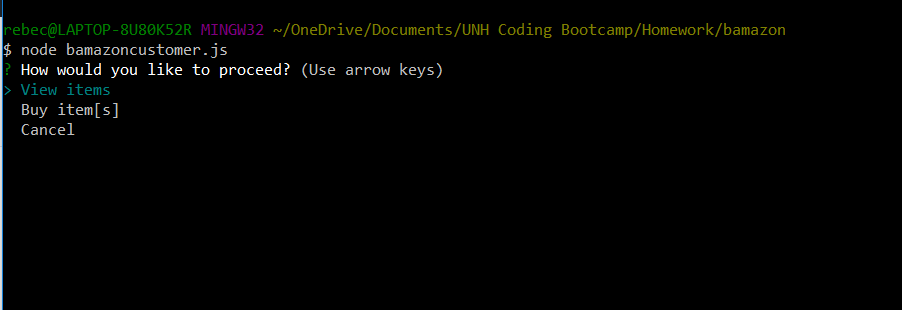 rebec@LAPTOP-8U80K52R MINGW32 ~/OneDrive/Documents/UNH Coding Bootcamp/Homework/bamazon
$ node bamazoncustomer.js
? How would you like to proceed? (Use arrow keys)
> View items
  Buy item[s]
  Cancel